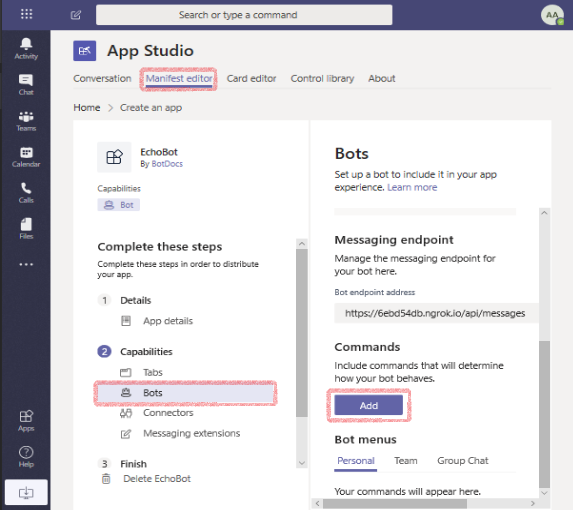 Search or type a command
AA
Activity
Chat
Teams
Calendar
Calls
Files
Apps
Help
App Studio
Conversation Manifest editor Card editor Control library About
Home > Create an app
EchoBot
By BotDocs
Capabilities
Bot
Complete these steps
Complete these steps in order to distribute
your app.
1 Details
App details
2 Capabilities
Tabs
Bots
Connectors
Messaging extensions
3 Finish
Delete EchoBot
Bots
Set up a bot to include it in your app
experience. Learn more
Messaging endpoint
Manage the messaging endpoint for
your bot here.
Bot endpoint address
https://6ebd54db.ngrok.io/api/messages
Commands
Include commands that will determine
how your bot behaves.
Add
Bot menus
Personal Team Group Chat
Your commands will appear here.